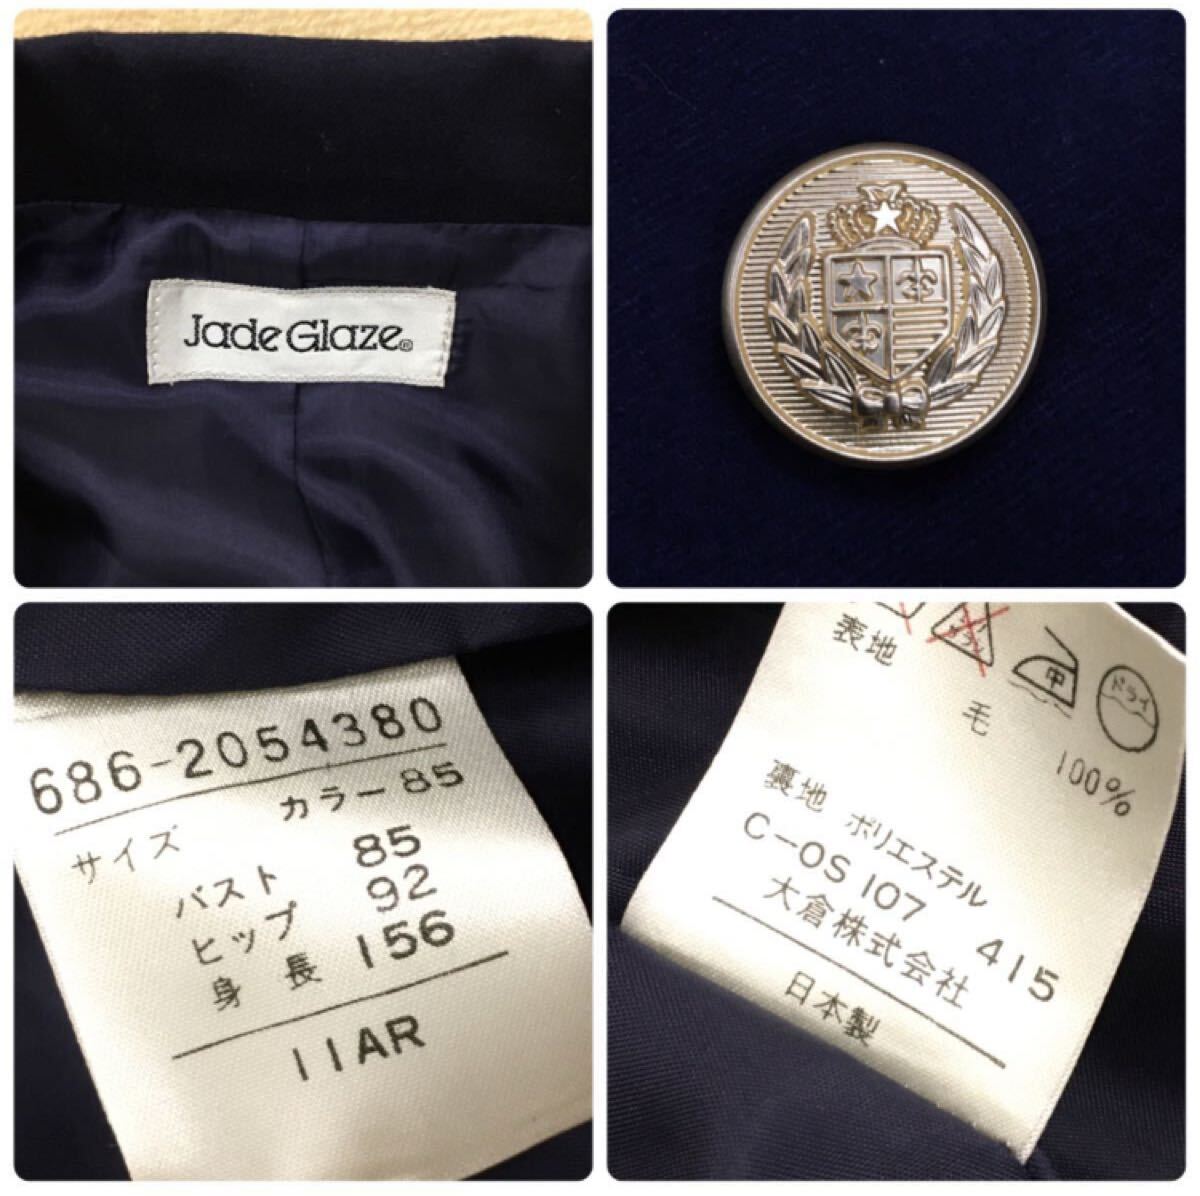 Jade Glaze®
686-2054380
カラー 85
サイズ
バスト 85
ヒップ 92
身長 156
11AR
ドライ
中
表地
毛 100%
裏地 ポリエステル
C-OS 107 415
大倉株式会社
日本製